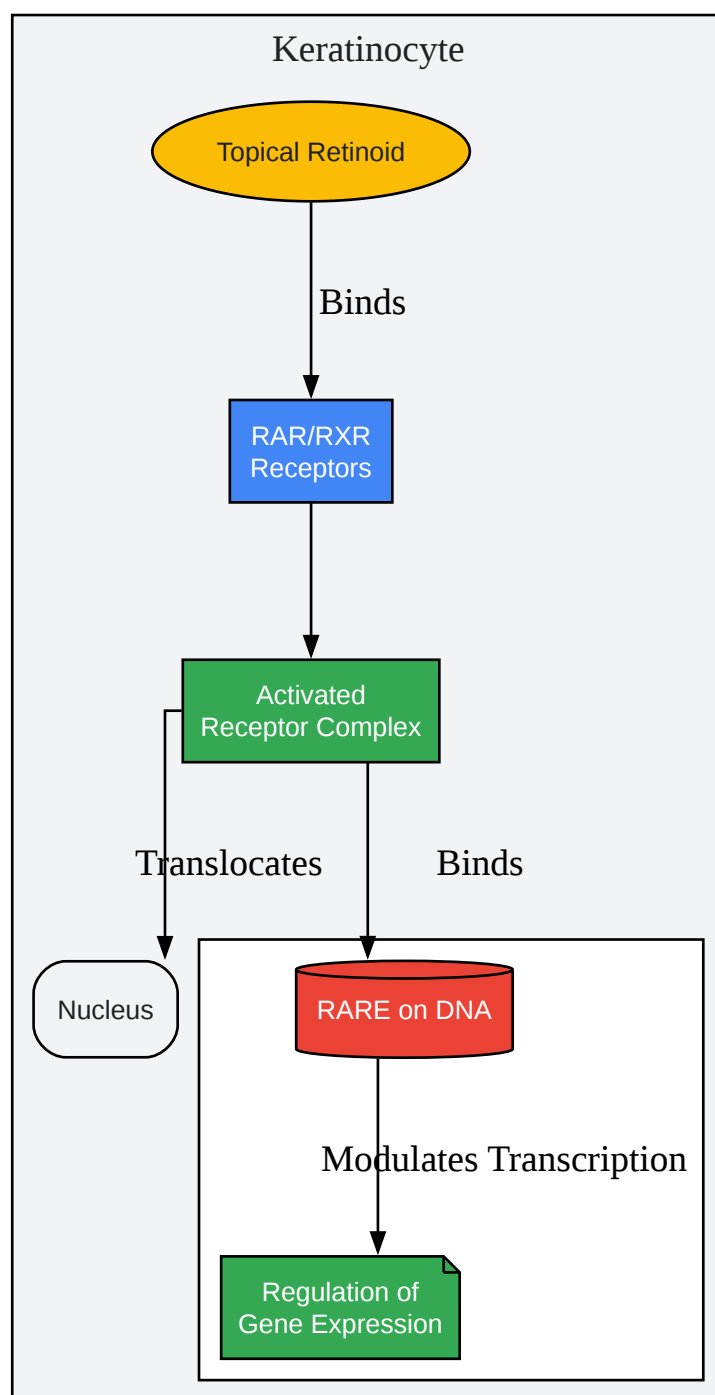 Keratinocyte
Topical Retinoid
Binds
RAR/RXR
Receptors
Activated
Receptor Complex
Translocates
Binds
Nucleus
RARE on DNA
Modulates Transcription
Regulation of
Gene Expression